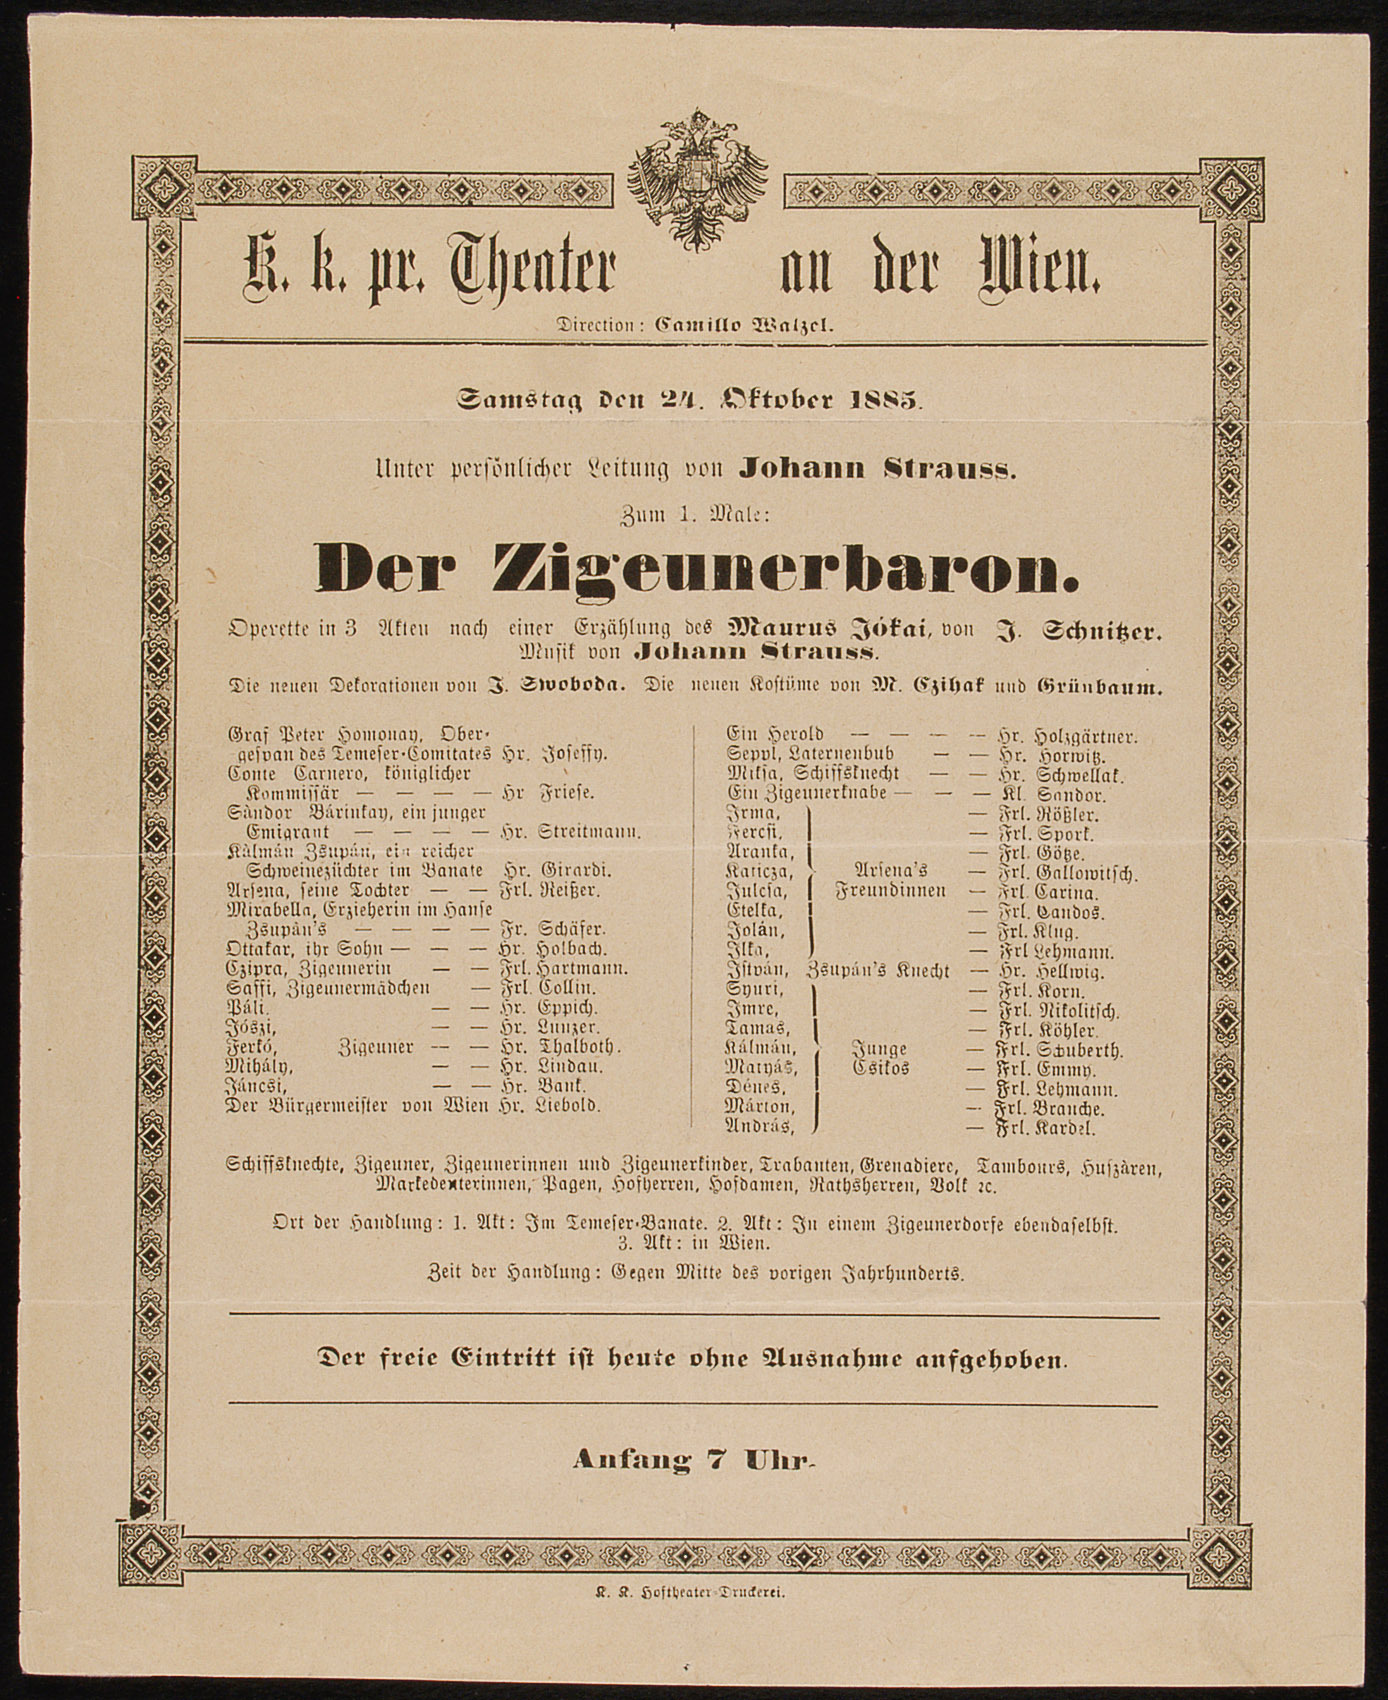 K. k. pr. Theater an der Wien.
Direction: Camillo Walzel.
Samstag den 24. Oktober 1885.
Unter persönlicher Leitung von Johann Strauss.
Zum 1. Male:
Der Zigeunerbaron.
Operette in 3 Akten nach einer Erzählung des Maurus Jókai, von J. Schnitzer.
Musik von Johann Strauss.
Die neuen Dekorationen von J. Swoboda. Die neuen Kostüme von M. Czihak und Grünbaum.
Graf Peter Homonay, Ober-
gespan des Temeser-Comitates Hr. Joseffy.
Conte Carnero, königlicher
Kommissär — — — — Hr Friese.
Sàndor Bárinkay, ein junger
Emigrant — — — — Hr. Streitmann.
Kálmán Zsupán, ein reicher
Schweinezüchter im Banate Hr. Girardi.
Arsena, seine Tochter — — Frl. Reißer.
Mirabella, Erzieherin im Hause
Zsupán's — — — — Fr. Schäfer.
Ottakar, ihr Sohn — — — Hr. Holbach.
Czipra, Zigeunerin — — Frl. Hartmann.
Saffi, Zigeunermädchen — Frl. Collin.
Páli. — — Hr. Eppich.
Józsi, — — Hr. Lunzer.
Ferkó, Zigeuner — — Hr. Thalboth.
Mihály, — — Hr. Lindau.
Jáncsi, — — Hr. Bank.
Der Bürgermeister von Wien Hr. Liebold.
Ein Herold — — — — Hr. Holzgärtner.
Seppl, Laternenbub — — Hr. Horwitz.
Miksa, Schiffsknecht — — Hr. Schwellak.
Ein Zigeunerknabe — — — Kl. Sandor.
Irma, — Frl. Rößler.
Fercsi, — Frl. Spork.
Aranka, — Frl. Götze.
Katicza, Arsena's — Frl. Gallowitsch.
Julcsa, Freundinnen — Frl. Carina.
Etelka, — Frl. Candos.
Jolán, — Frl. Klug.
Ilka, — Frl Lehmann.
István, Zsupán's Knecht — Hr. Hellwig.
Syuri, — Frl. Korn.
Imre, — Frl. Nikolitsch.
Tamas, — Frl. Köhler.
Kálmán, Junge — Frl. Schuberth.
Matyás, Csikos — Frl. Emmy.
Dénes, — Frl. Lehmann.
Márton, — Frl. Branche.
András, — Frl. Kardel.
Schiffsknechte, Zigeuner, Zigeunerinnen und Zigeunerkinder, Trabanten, Grenadiere, Tambours, Huszàren,
Markedenterinnen, Pagen, Hofherren, Hofdamen, Rathsherren, Volk ꝛc.
Ort der Handlung: 1. Akt: Im Temeser-Banate. 2. Akt: In einem Zigeunerdorfe ebendaselbst.
3. Akt: in Wien.
Zeit der Handlung: Gegen Mitte des vorigen Jahrhunderts.
Der freie Eintritt ist heute ohne Ausnahme aufgehoben.
Anfang 7 Uhr.
K. K. Hoftheater-Druckerei.